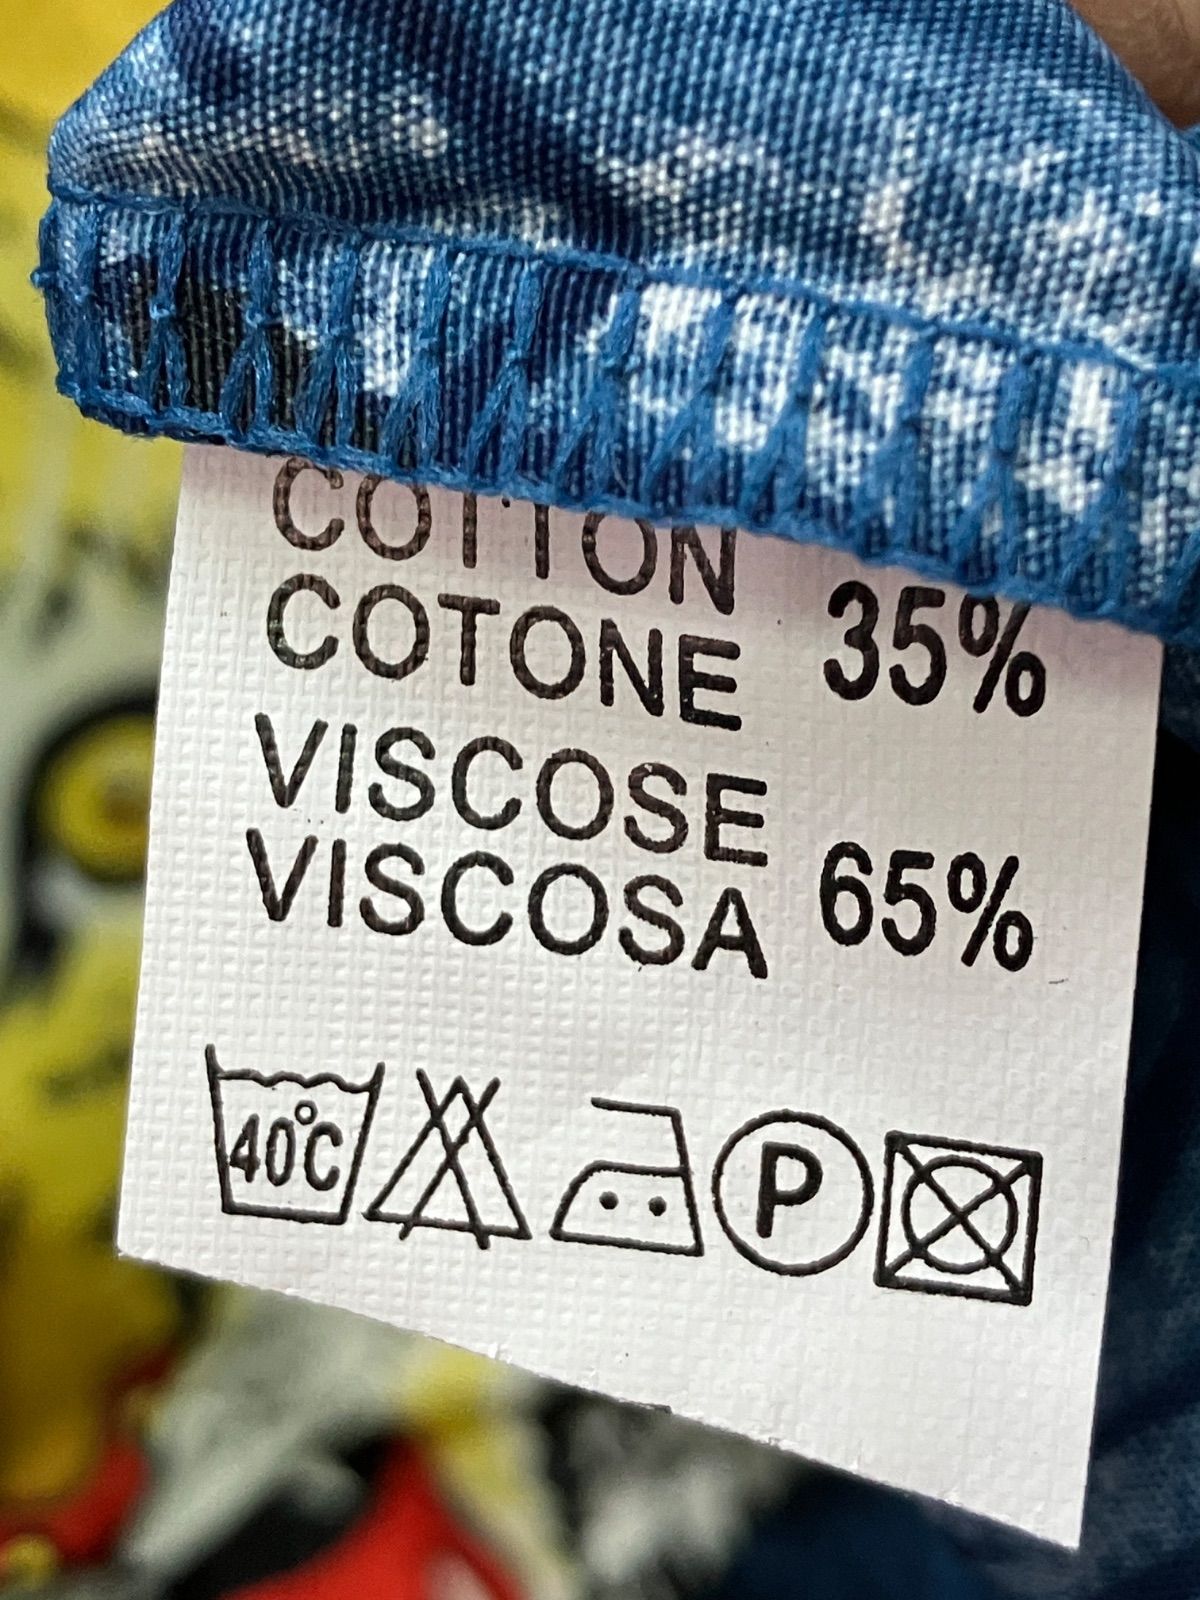 COTTON
COTONE 35%
VISCOSE
VISCOSA 65%
40°C
P